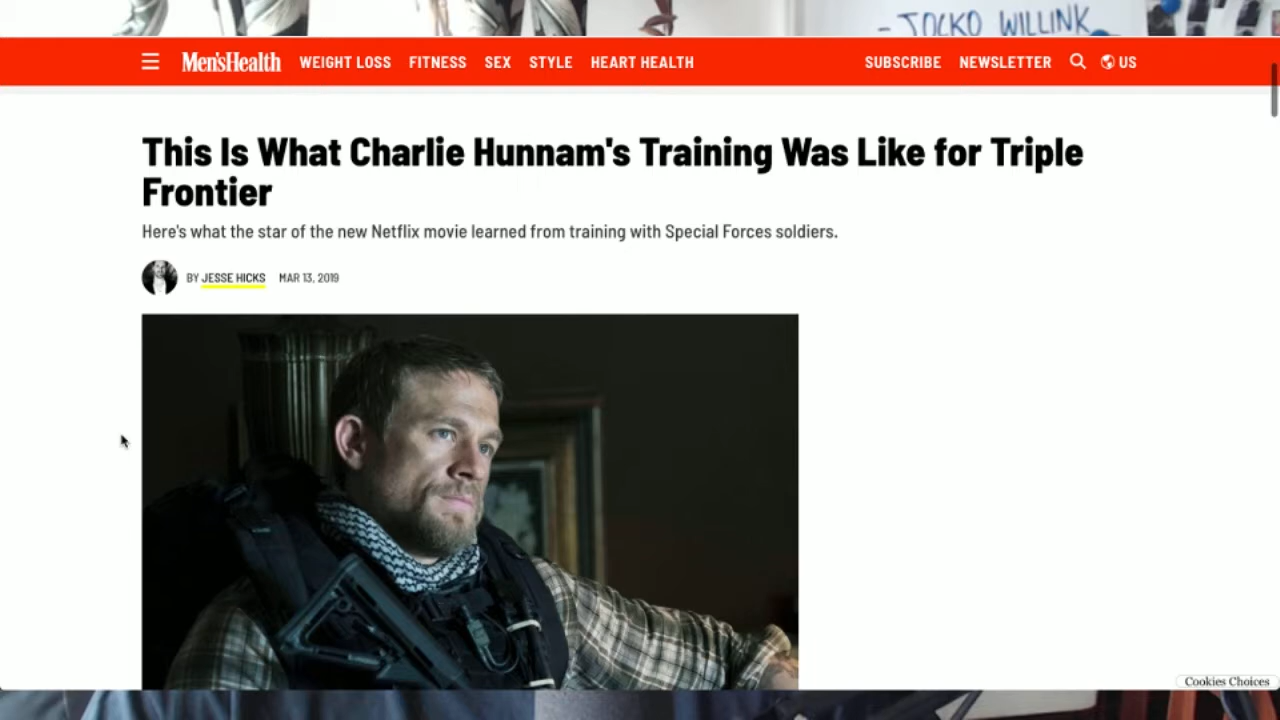 - JOCKO WILLINK
Men'sHealth WEIGHT LOSS FITNESS SEX STYLE HEART HEALTH SUBSCRIBE NEWSLETTER US
This Is What Charlie Hunnam's Training Was Like for Triple
Frontier
Here's what the star of the new Netflix movie learned from training with Special Forces soldiers.
BY JESSE HICKS MAR 13, 2019
Cookies Choices